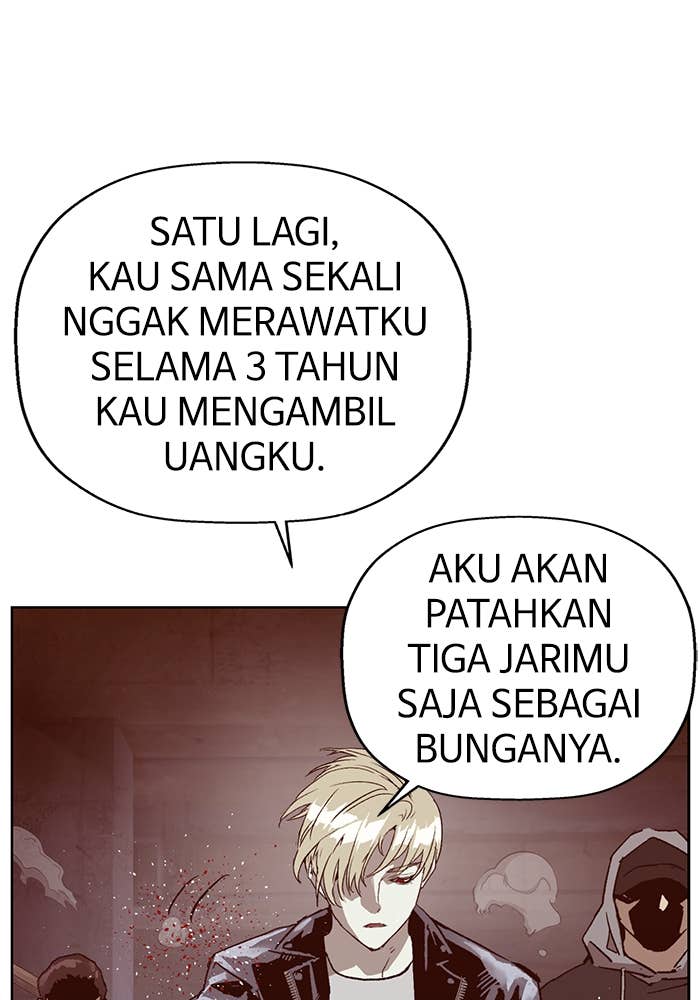 SATU LAGI,
KAU SAMA SEKALI
NGGAK MERAWATKU
SELAMA 3 TAHUN
KAU MENGAMBIL
UANGKU.
AKU AKAN
PATAHKAN
TIGA JARIMU
SAJA SEBAGAI
BUNGANYA.